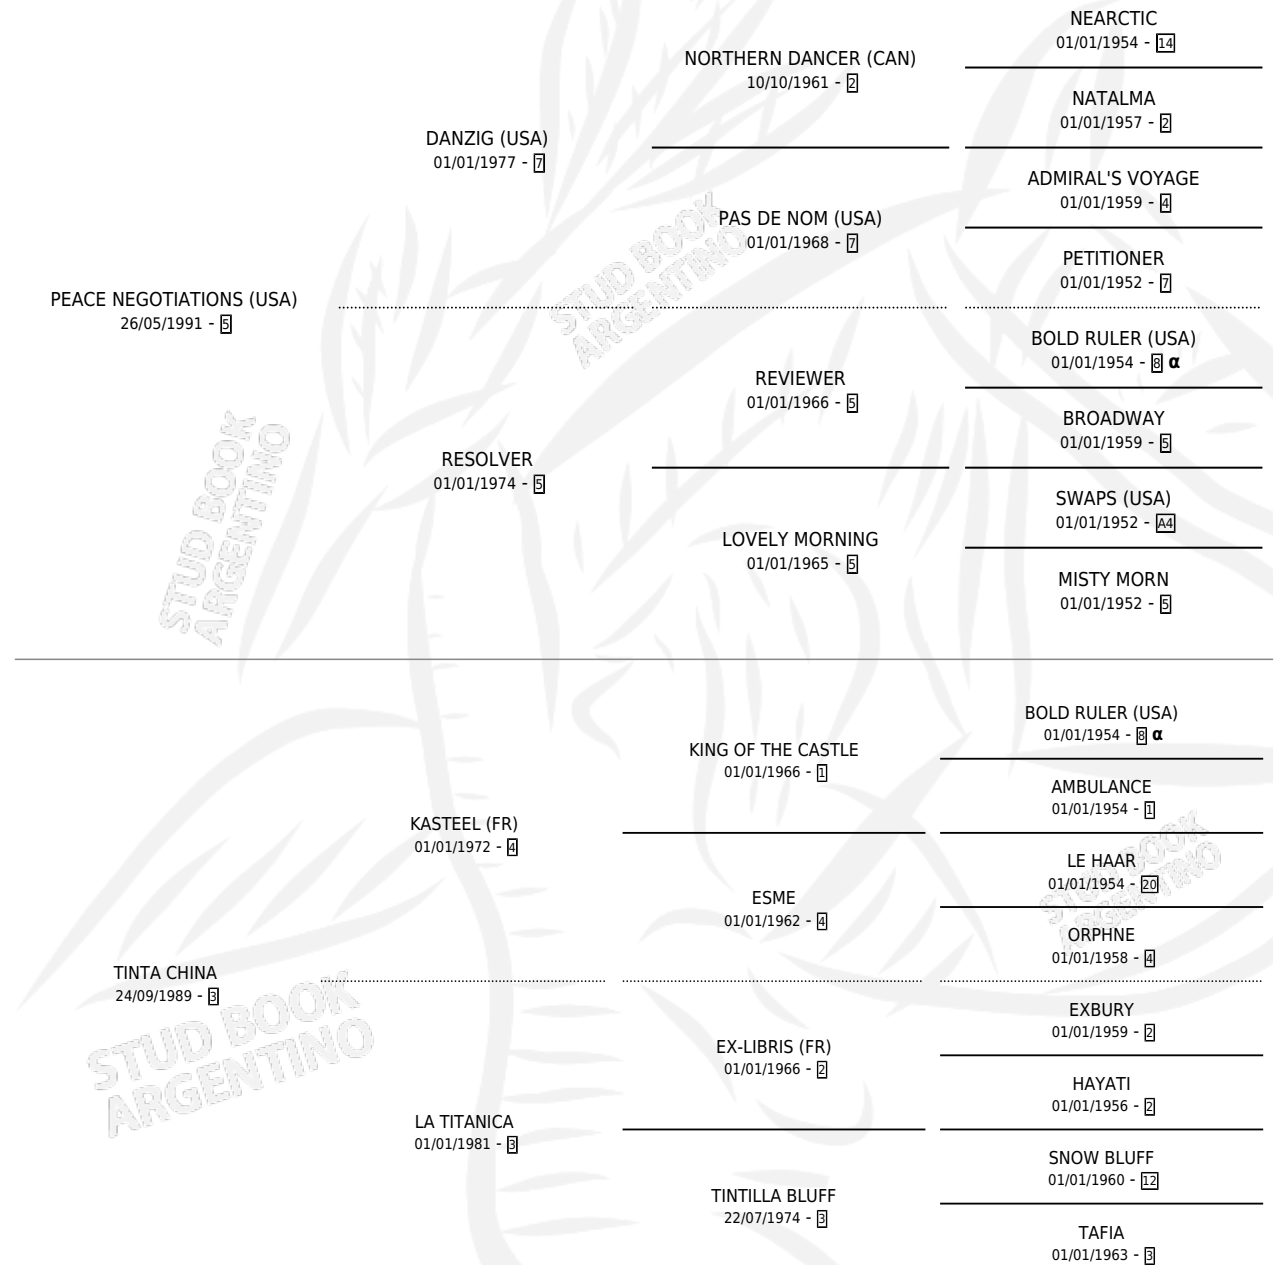 NEARCTIC
01/01/1954 - 14
NORTHERN DANCER (CAN)
10/10/1961 - 2
NATALMA
01/01/1957 - 2
DANZIG (USA)
01/01/1977 - 7
ADMIRAL'S VOYAGE
01/01/1959 - 4
PAS DE NOM (USA)
01/01/1968 - 7
PETITIONER
01/01/1952 - 7
PEACE NEGOTIATIONS (USA)
26/05/1991 - 5
BOLD RULER (USA)
01/01/1954 - 8 α
REVIEWER
01/01/1966 - 5
BROADWAY
01/01/1959 - 5
RESOLVER
01/01/1974 - 5
SWAPS (USA)
01/01/1952 - A4
LOVELY MORNING
01/01/1965 - 5
MISTY MORN
01/01/1952 - 5
BOLD RULER (USA)
01/01/1954 - 8 α
KING OF THE CASTLE
01/01/1966 - 1
AMBULANCE
01/01/1954 - 1
KASTEEL (FR)
01/01/1972 - 4
LE HAAR
01/01/1954 - 20
ESME
01/01/1962 - 4
ORPHNE
01/01/1958 - 4
TINTA CHINA
24/09/1989 - 3
EXBURY
01/01/1959 - 2
EX-LIBRIS (FR)
01/01/1966 - 2
HAYATI
01/01/1956 - 2
LA TITANICA
01/01/1981 - 3
SNOW BLUFF
01/01/1960 - 12
TINTILLA BLUFF
22/07/1974 - 3
TAFIA
01/01/1963 - 3
STUD BOOK
ARGENTINO
STUD BOOK
ARGENTINO
STUD BOOK
ARGENTINO
STUD BOOK
ARGENTINO